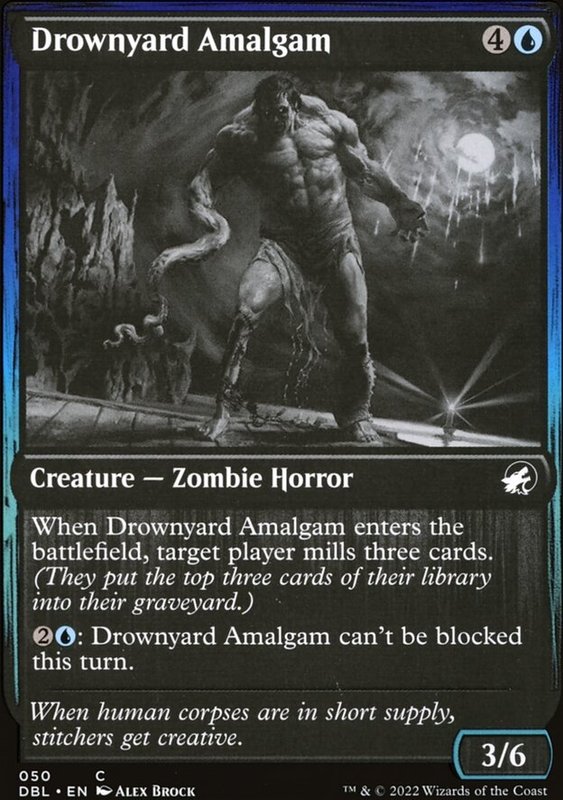 Drownyard Amalgam 4
Creature — Zombie Horror
When Drownyard Amalgam enters the
battlefield, target player mills three cards.
(They put the top three cards of their library
into their graveyard.)
2: Drownyard Amalgam can't be blocked
this turn.
When human corpses are in short supply,
stitchers get creative.
3/6
050 C
DBL • EN Alex Brock
™ & © 2022 Wizards of the Coast